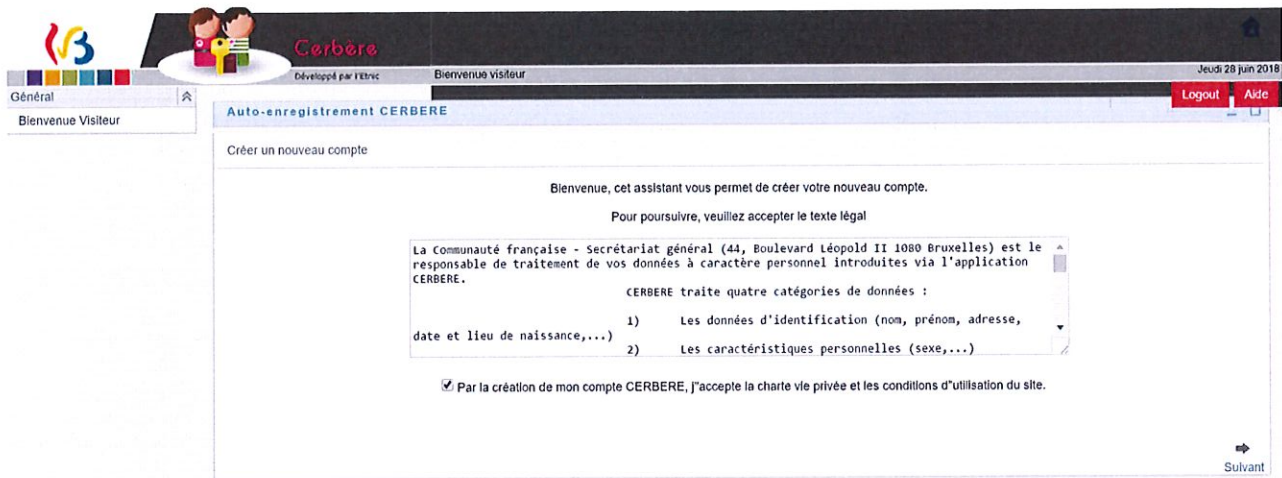 Cerbère
Développé par l'Etnic
Bienvenue visiteur
Jeudi 28 juin 2018
Logout Aide
Général
Bienvenue Visiteur
Auto-enregistrement CERBERE
Créer un nouveau compte
Bienvenue, cet assistant vous permet de créer votre nouveau compte.
Pour poursuivre, veuillez accepter le texte légal
La Communauté française - Secrétariat général (44, Boulevard Léopold II 1080 Bruxelles) est le
responsable de traitement de vos données à caractère personnel introduites via l'application
CERBERE.
CERBERE traite quatre catégories de données :
1) Les données d'identification (nom, prénom, adresse,
date et lieu de naissance,...)
2) Les caractéristiques personnelles (sexe,...)
Par la création de mon compte CERBERE, j"accepte la charte vie privée et les conditions d"utilisation du site.
Suivant